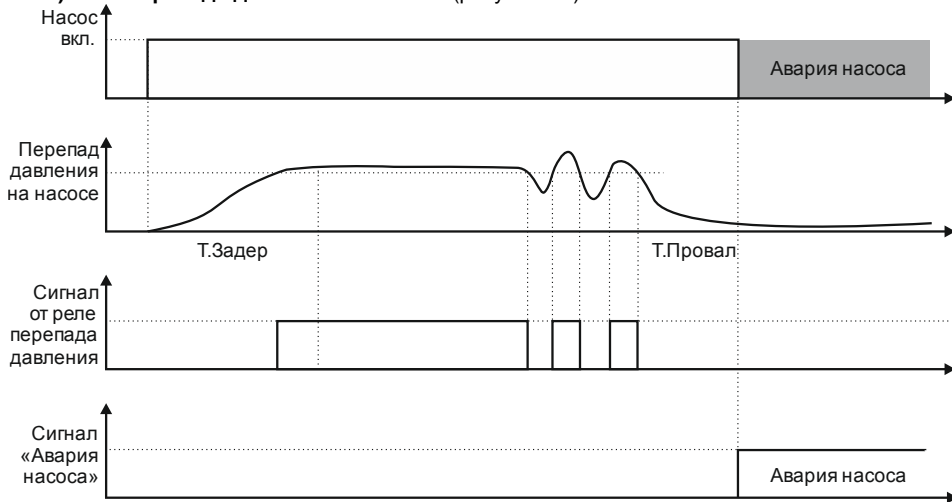 Насос
вкл.
Авария насоса
Перепад
давления
на насосе
Т.Задер
Т.Провал
Сигнал
от реле
перепада
давления
Сигнал
«Авария
насоса»
Авария насоса